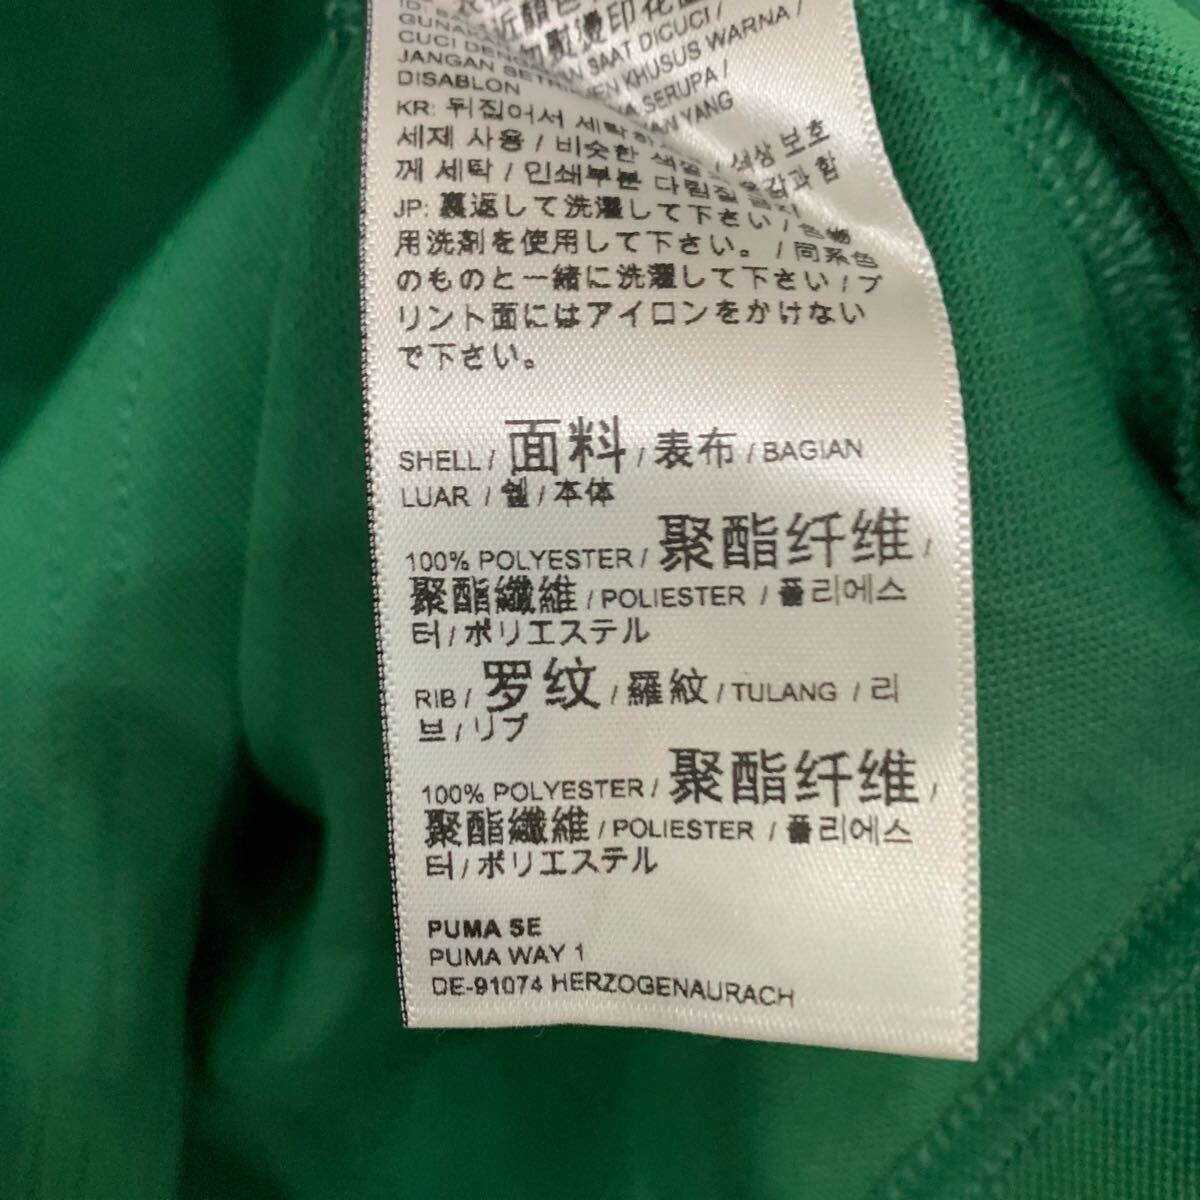 GUNAKAN
CUCI DENGAN SAAT DICUCI /
JANGAN KHUSUS WARNA /
DISABLON SERUPA / YANG
KR: 뒤집어서
세제 사용 / 비슷한 색상 보호
께 세탁 / 인쇄부분 다림질 감과 함
JP: 裏返して洗濯して下さい /
用洗剤を使用して下さい。 / 同系色
のものと一緒に洗濯して下さい / プ
リント面にはアイロンをかけない
で下さい。
SHELL / 面料 / 表布 / BAGIAN
LUAR / 쉘 / 本体
100% POLYESTER / 聚酯纤维 /
聚酯纖維 / POLIESTER / 폴리에스
터 / ポリエステル
RIB / 罗纹 / 羅紋 / TULANG / 리
브 / リブ
100% POLYESTER / 聚酯纤维 /
聚酯纖維 / POLIESTER / 폴리에스
터 / ポリエステル
PUMA SE
PUMA WAY 1
DE-91074 HERZOGENAURACH